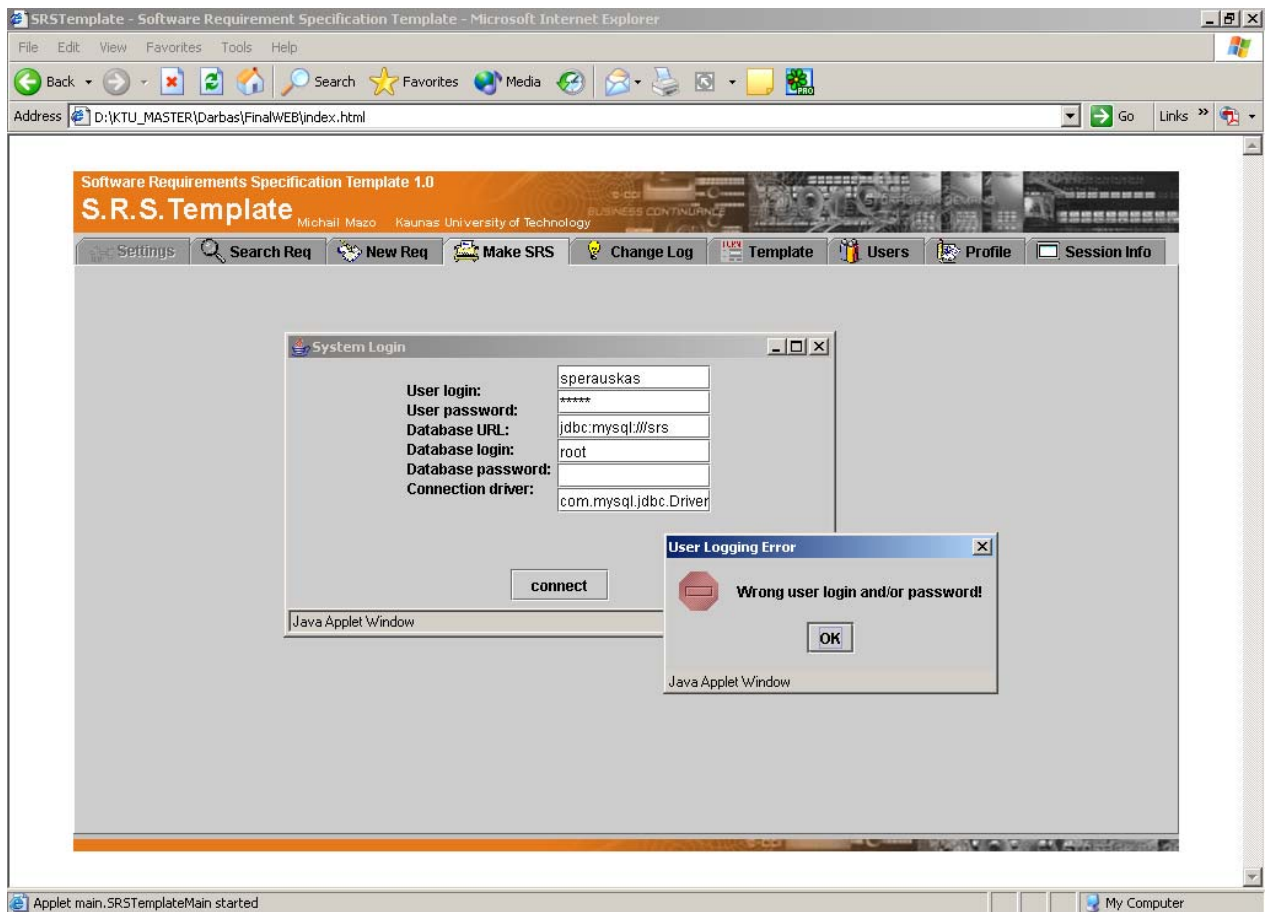 SRSTemplate - Software Requirement Specification Template - Microsoft Internet Explorer
File Edit View Favorites Tools Help
Back Search Favorites Media PRO
Address D:\KTU_MASTER\Darbas\FinalWEB\index.html Go Links »
Software Requirements Specification Template 1.0
S.R.S.Template Michail Mazo Kaunas University of Technology
BUSINESS CONTINUANCE
Settings Search Req New Req Make SRS Change Log Template Users Profile Session Info
System Login
User login: sperauskas
User password: *****
Database URL: jdbc:mysql:///srs
Database login: root
Database password:
Connection driver: com.mysql.jdbc.Driver
connect
Java Applet Window
User Logging Error
Wrong user login and/or password!
OK
Java Applet Window
Applet main.SRSTemplateMain started My Computer